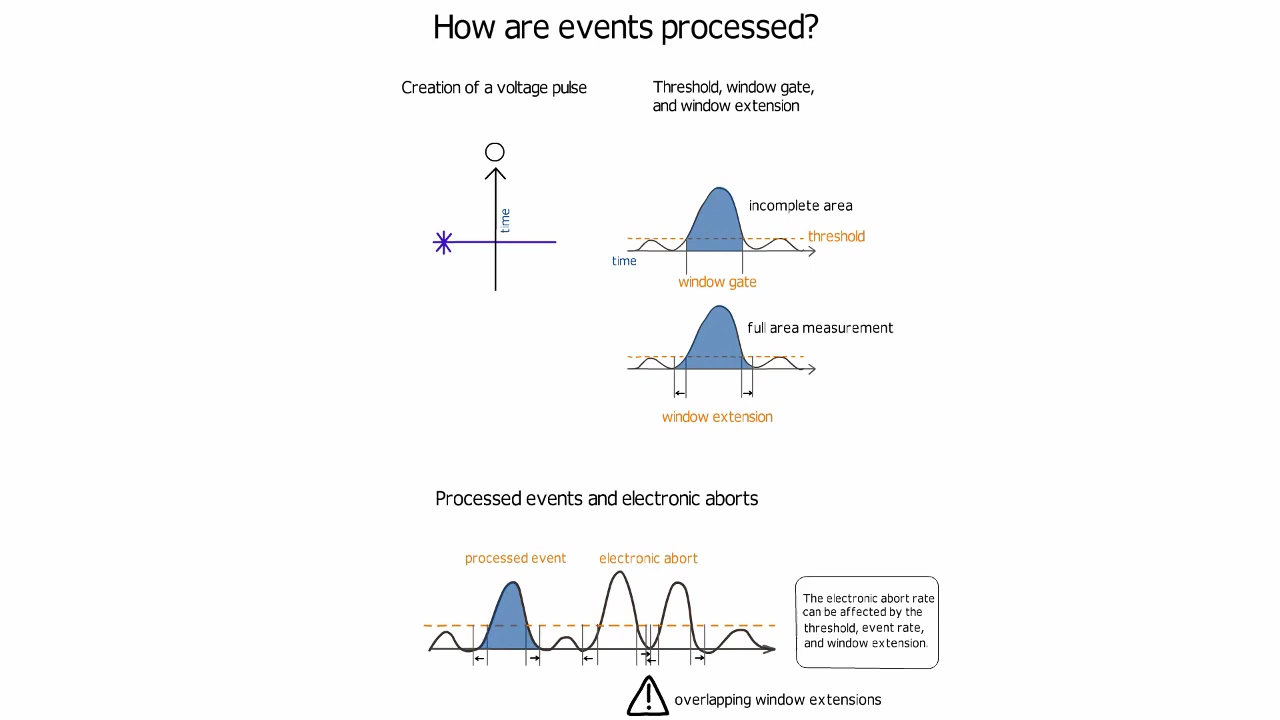 How are events processed?
Creation of a voltage pulse
time
Threshold, window gate,
and window extension
incomplete area
threshold
time
window gate
full area measurement
window extension
Processed events and electronic aborts
processed event
electronic abort
The electronic abort rate
can be affected by the
threshold, event rate,
and window extension.
overlapping window extensions